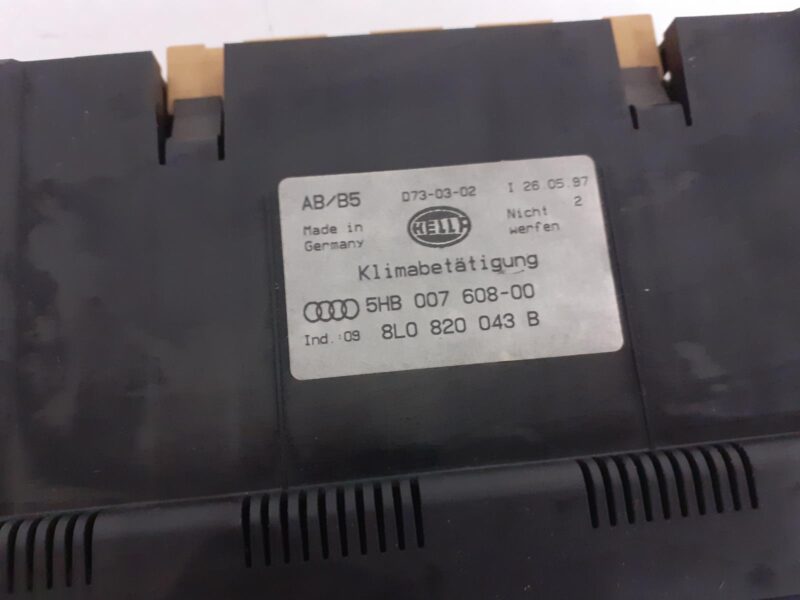 AB/B5 D73-03-02 I 26.05.97
Made in Germany HELLA Nicht werfen 2
Klimabetätigung
5HB 007 608-00
Ind.:09 8L0 820 043 B